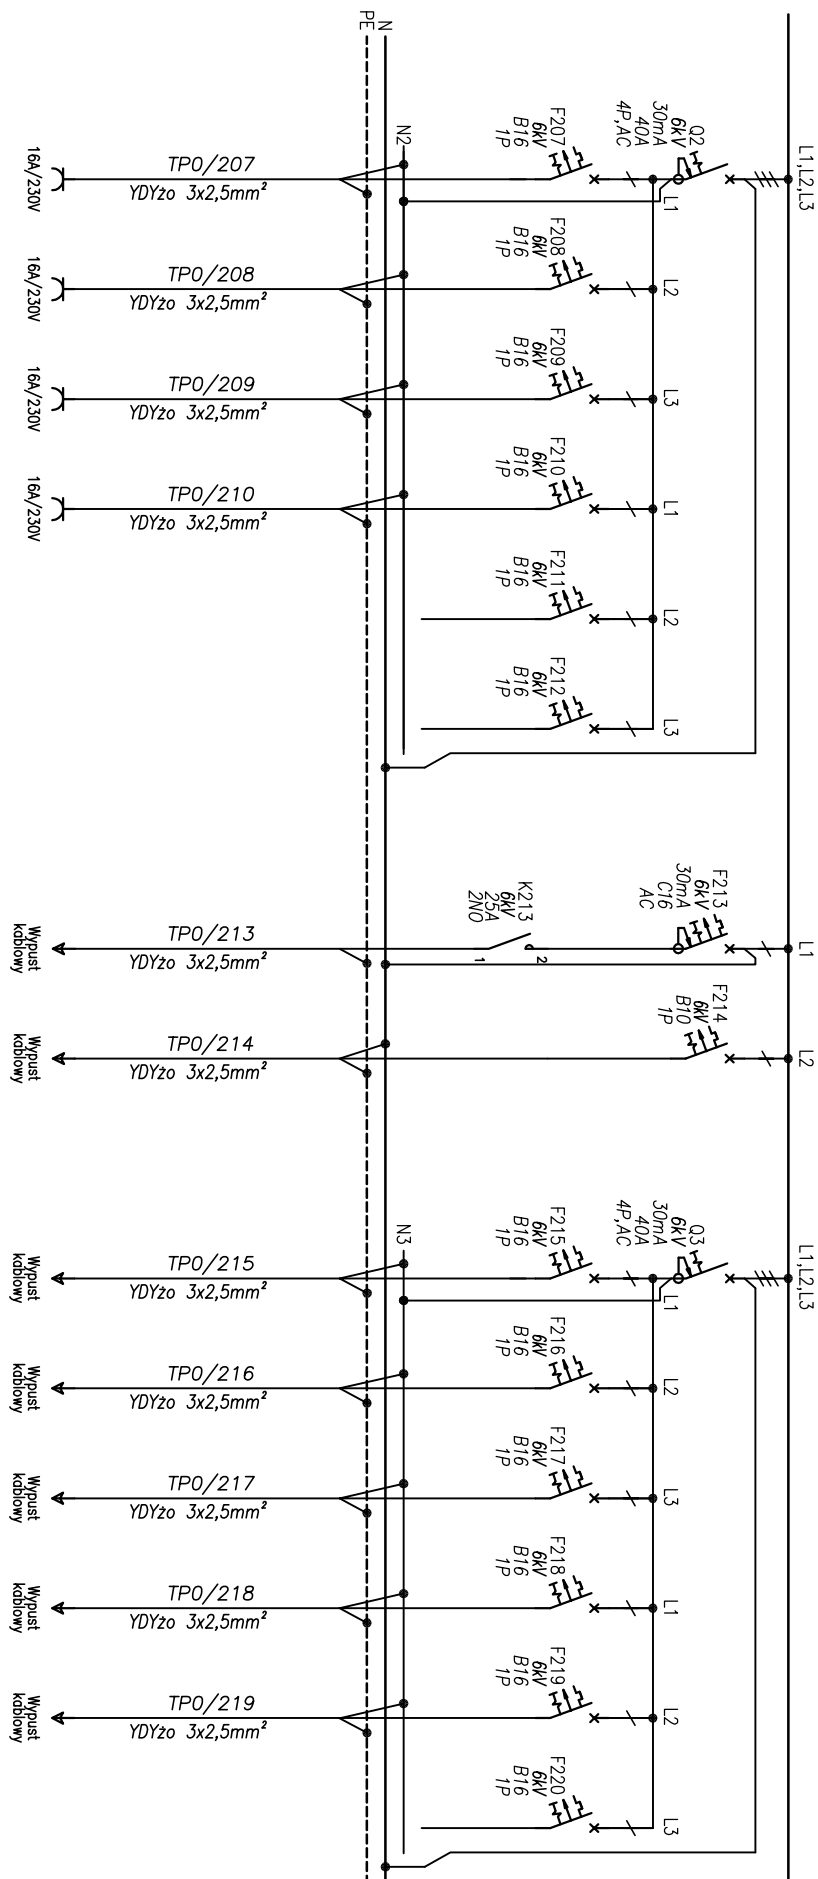 L1,L2,L3
Q2
6kV
30mA
40A
4P,AC
L1
F207
6kV
B16
1P
N2
N
PE
TP0/207
YDYżo 3x2,5mm²
16A/230V
L2
F208
6kV
B16
1P
TP0/208
YDYżo 3x2,5mm²
16A/230V
L3
F209
6kV
B16
1P
TP0/209
YDYżo 3x2,5mm²
16A/230V
L1
F210
6kV
B16
1P
TP0/210
YDYżo 3x2,5mm²
16A/230V
L2
F211
6kV
B16
1P
L3
F212
6kV
B16
1P
L1
F213
6kV
30mA
C16
AC
K213
6kV
25A
2NO
2
1
TP0/213
YDYżo 3x2,5mm²
Wypust
kablowy
L2
F214
6kV
B10
1P
TP0/214
YDYżo 3x2,5mm²
Wypust
kablowy
L1,L2,L3
Q3
6kV
30mA
40A
4P,AC
L1
F215
6kV
B16
1P
N3
TP0/215
YDYżo 3x2,5mm²
Wypust
kablowy
L2
F216
6kV
B16
1P
TP0/216
YDYżo 3x2,5mm²
Wypust
kablowy
L3
F217
6kV
B16
1P
TP0/217
YDYżo 3x2,5mm²
Wypust
kablowy
L1
F218
6kV
B16
1P
TP0/218
YDYżo 3x2,5mm²
Wypust
kablowy
L2
F219
6kV
B16
1P
TP0/219
YDYżo 3x2,5mm²
Wypust
kablowy
L3
F220
6kV
B16
1P